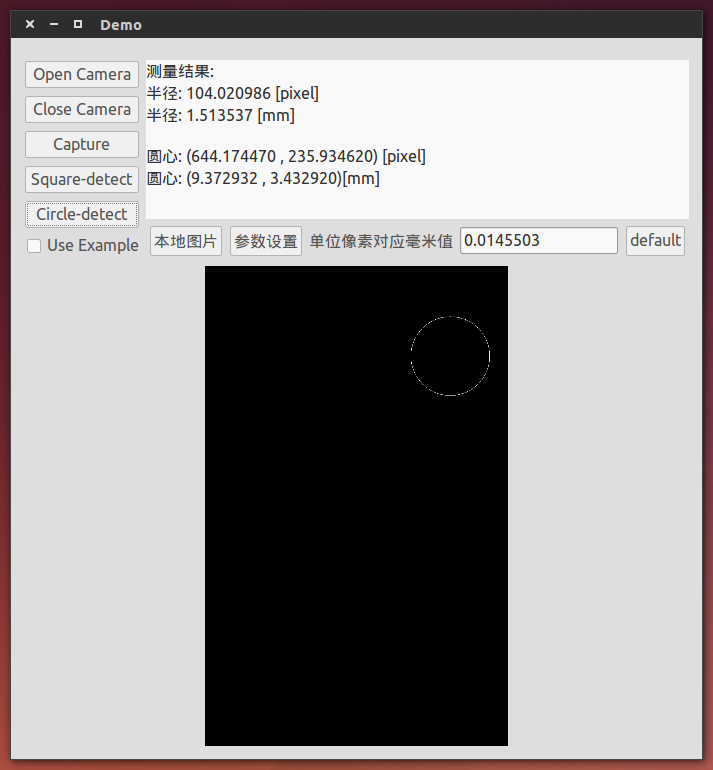 Demo
Open Camera
Close Camera
Capture
Square-detect
Circle-detect
Use Example
测量结果:
半径: 104.020986 [pixel]
半径: 1.513537 [mm]
圆心: (644.174470 , 235.934620) [pixel]
圆心: (9.372932 , 3.432920)[mm]
本地图片 参数设置 单位像素对应毫米值 0.0145503 default